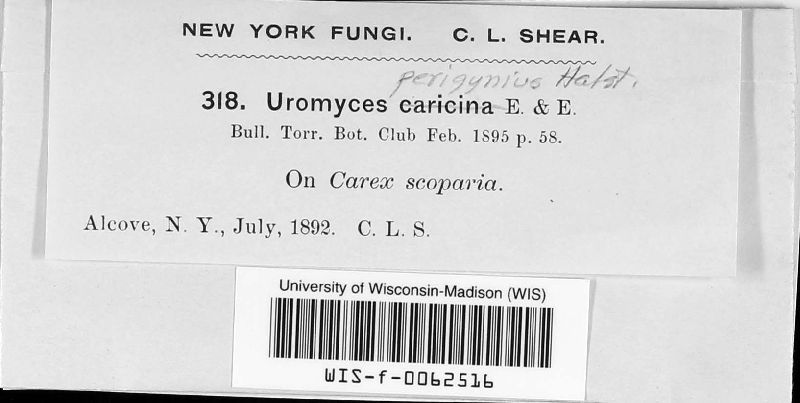 NEW YORK FUNGI. C. L. SHEAR.
perigynius Halst.
318. Uromyces caricina E. & E.
Bull. Torr. Bot. Club Feb. 1895 p. 58.
On Carex scoparia.
Alcove, N. Y., July, 1892. C. L. S.
University of Wisconsin-Madison (WIS)
WIS-f-0062516